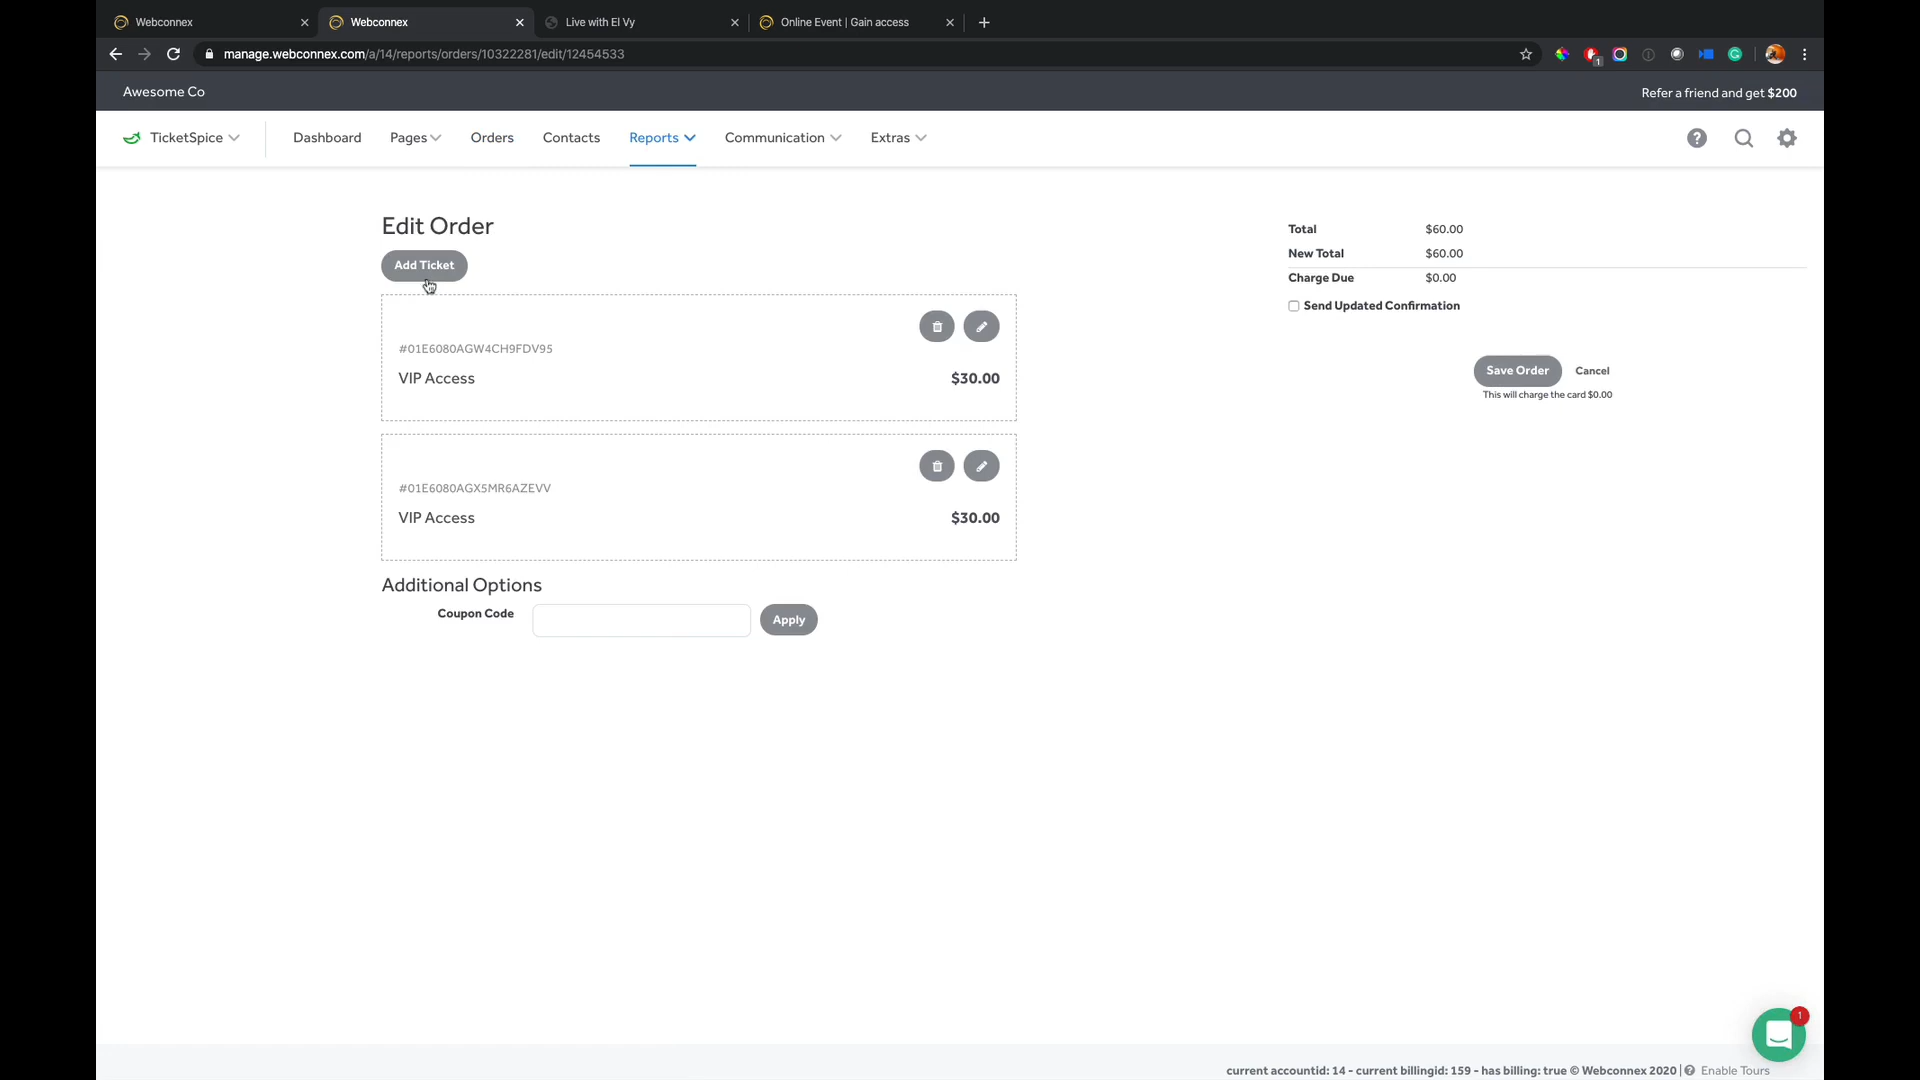 Webconnex
Webconnex
Live with El Vy
Online Event | Gain access
manage.webconnex.com/a/14/reports/orders/10322281/edit/12454533
1
Awesome Co
Refer a friend and get $200
TicketSpice
Dashboard
Pages
Orders
Contacts
Reports
Communication
Extras
Edit Order
Add Ticket
#01E6080AGW4CH9FDV95
VIP Access
$30.00
#01E6080AGX5MR6AZEVV
VIP Access
$30.00
Additional Options
Coupon Code
Apply
Total $60.00
New Total $60.00
Charge Due $0.00
Send Updated Confirmation
Save Order
Cancel
This will charge the card $0.00
1
current accountid: 14 - current billingid: 159 - has billing: true © Webconnex 2020 | Enable Tours